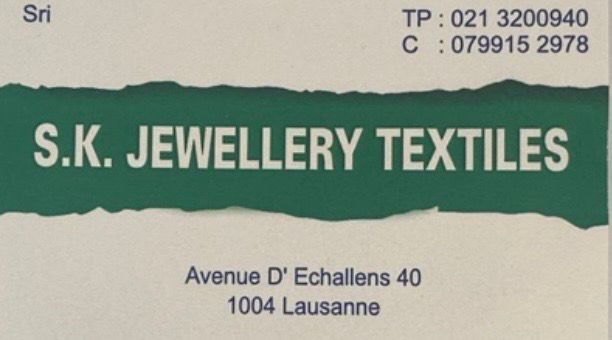 Sri
TP : 021 3200940
C : 079915 2978
S.K. JEWELLERY TEXTILES
Avenue D' Echallens 40
1004 Lausanne